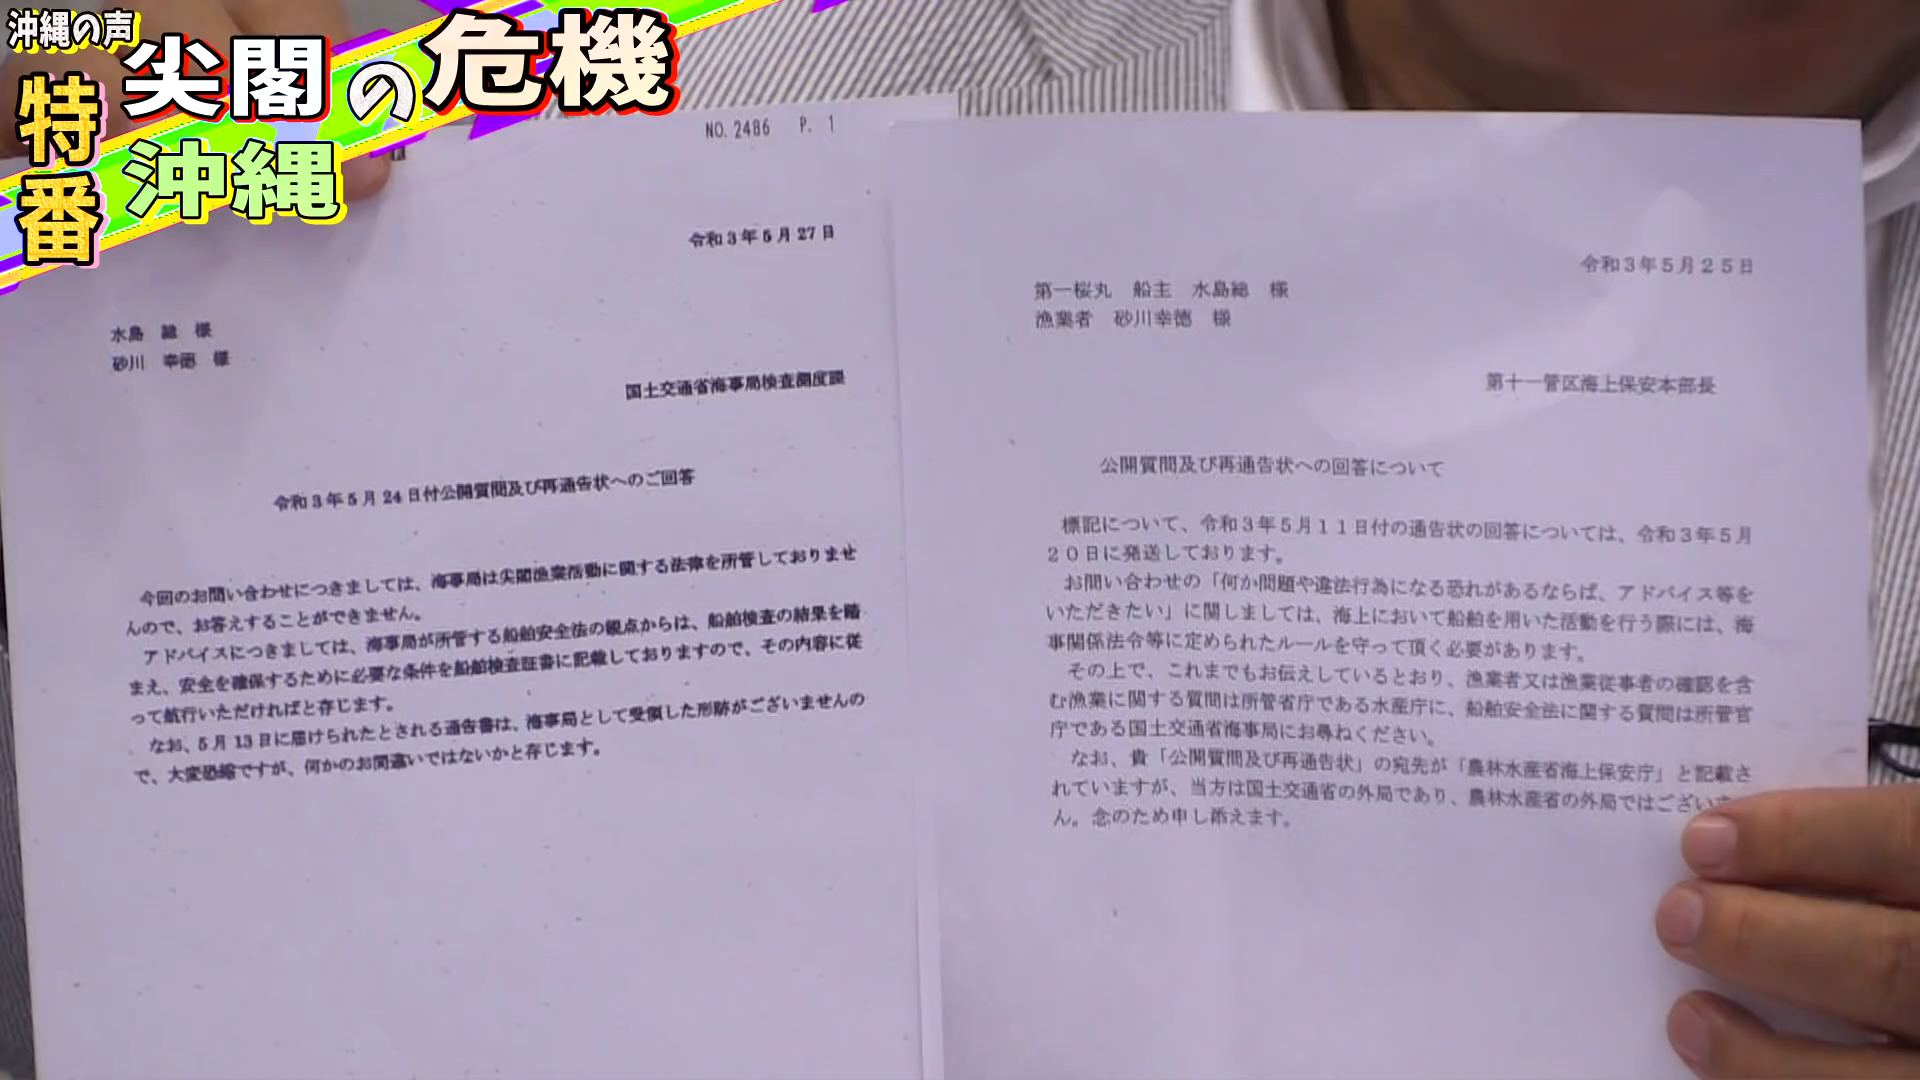 沖縄の声
特番
尖閣の危機
沖縄
NO. 2486 P. 1
令和3年5月27日
水島 総 様
砂川 幸徳 様
国土交通省海事局検査測度課
令和3年5月24日付公開質問及び再通告状へのご回答
今回のお問い合わせにつきましては、海事局は尖閣漁業活動に関する法律を所管しておりませ
んので、お答えすることができません。
アドバイスにつきましては、海事局が所管する船舶安全法の観点からは、船舶検査の結果を踏
まえ、安全を確保するために必要な条件を船舶検査証書に記載しておりますので、その内容に従
って航行いただければと存じます。
なお、5月13日に届けられたとされる通告書は、海事局として受領した形跡がございませんの
で、大変恐縮ですが、何かのお間違いではないかと存じます。
令和3年5月25日
第一桜丸 船主 水島総 様
漁業者 砂川幸徳 様
第十一管区海上保安本部長
公開質問及び再通告状への回答について
標記について、令和3年5月11日付の通告状の回答については、令和3年5月
20日に発送しております。
お問い合わせの「何か問題や違法行為になる恐れがあるならば、アドバイス等を
いただきたい」に関しましては、海上において船舶を用いた活動を行う際には、海
事関係法令等に定められたルールを守って頂く必要があります。
その上で、これまでもお伝えしているとおり、漁業者又は漁業従事者の確認を含
む漁業に関する質問は所管省庁である水産庁に、船舶安全法に関する質問は所管官
庁である国土交通省海事局にお尋ねください。
なお、貴「公開質問及び再通告状」の宛先が「農林水産省海上保安庁」と記載さ
れていますが、当方は国土交通省の外局であり、農林水産省の外局ではござい
ん。念のため申し添えます。